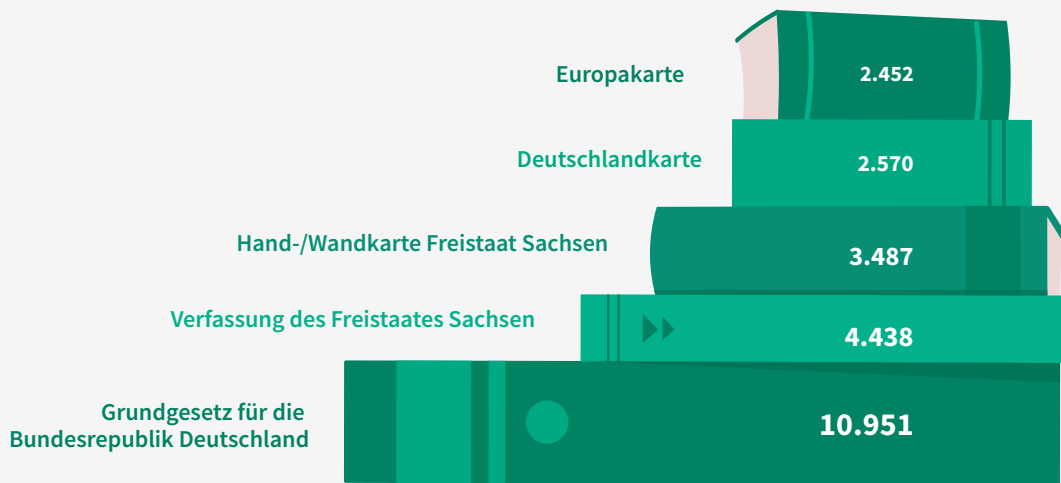 Europakarte 2.452
Deutschlandkarte 2.570
Hand-/Wandkarte Freistaat Sachsen 3.487
Verfassung des Freistaates Sachsen 4.438
Grundgesetz für die
Bundesrepublik Deutschland 10.951